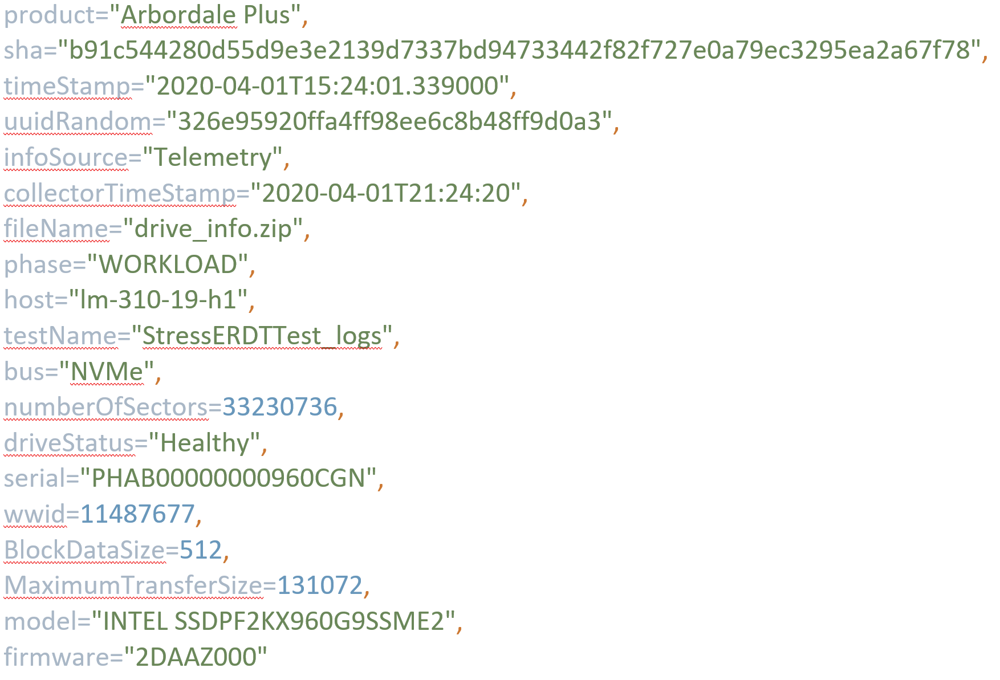 product="Arbordale Plus",
sha="b91c544280d55d9e3e2139d7337bd94733442f82f727e0a79ec3295ea2a67f78",
timeStamp="2020-04-01T15:24:01.339000",
uuidRandom="326e95920ffa4ff98ee6c8b48ff9d0a3",
infoSource="Telemetry",
collectorTimeStamp="2020-04-01T21:24:20",
fileName="drive_info.zip",
phase="WORKLOAD",
host="lm-310-19-h1",
testName="StressERDTTest_logs",
bus="NVMe",
numberOfSectors=33230736,
driveStatus="Healthy",
serial="PHAB00000000960CGN",
wwid=11487677,
BlockDataSize=512,
MaximumTransferSize=131072,
model="INTEL SSDPF2KX960G9SSME2",
firmware="2DAAZ000"